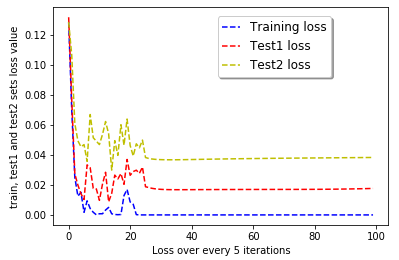 Training loss
Test1 loss
Test2 loss
train, test1 and test2 sets loss value
0.12
0.10
0.08
0.06
0.04
0.02
0.00
0 20 40 60 80 100
Loss over every 5 iterations